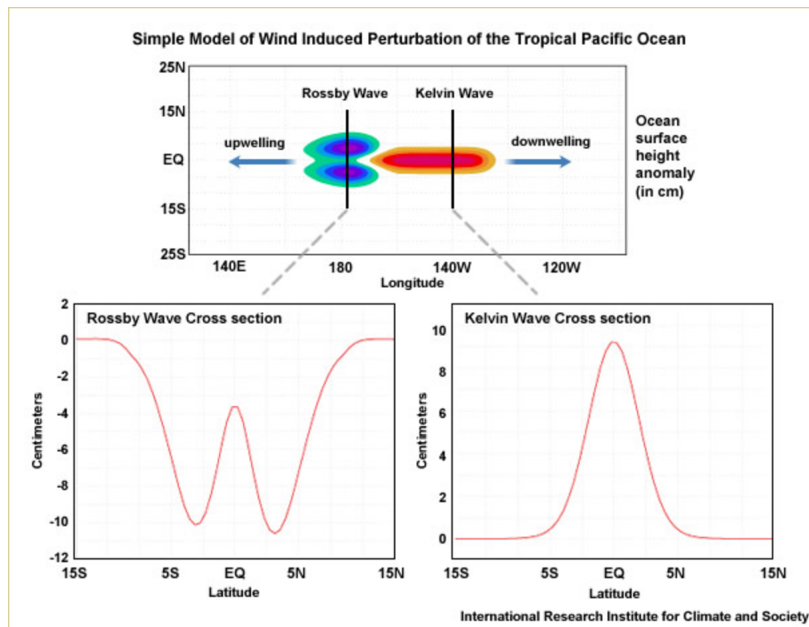 Simple Model of Wind Induced Perturbation of the Tropical Pacific Ocean
25N
15N
EQ
15S
25S
Rossby Wave
Kelvin Wave
upwelling
downwelling
Ocean
surface
height
anomaly
(in cm)
140E
180
140W
120W
Longitude
Rossby Wave Cross section
2
0
-2
-4
-6
-8
-10
-12
Centimeters
15S
5S
EQ
5N
15N
Latitude
Kelvin Wave Cross section
10
8
6
4
2
0
Centimeters
15S
5S
EQ
5N
15N
Latitude
International Research Institute for Climate and Society